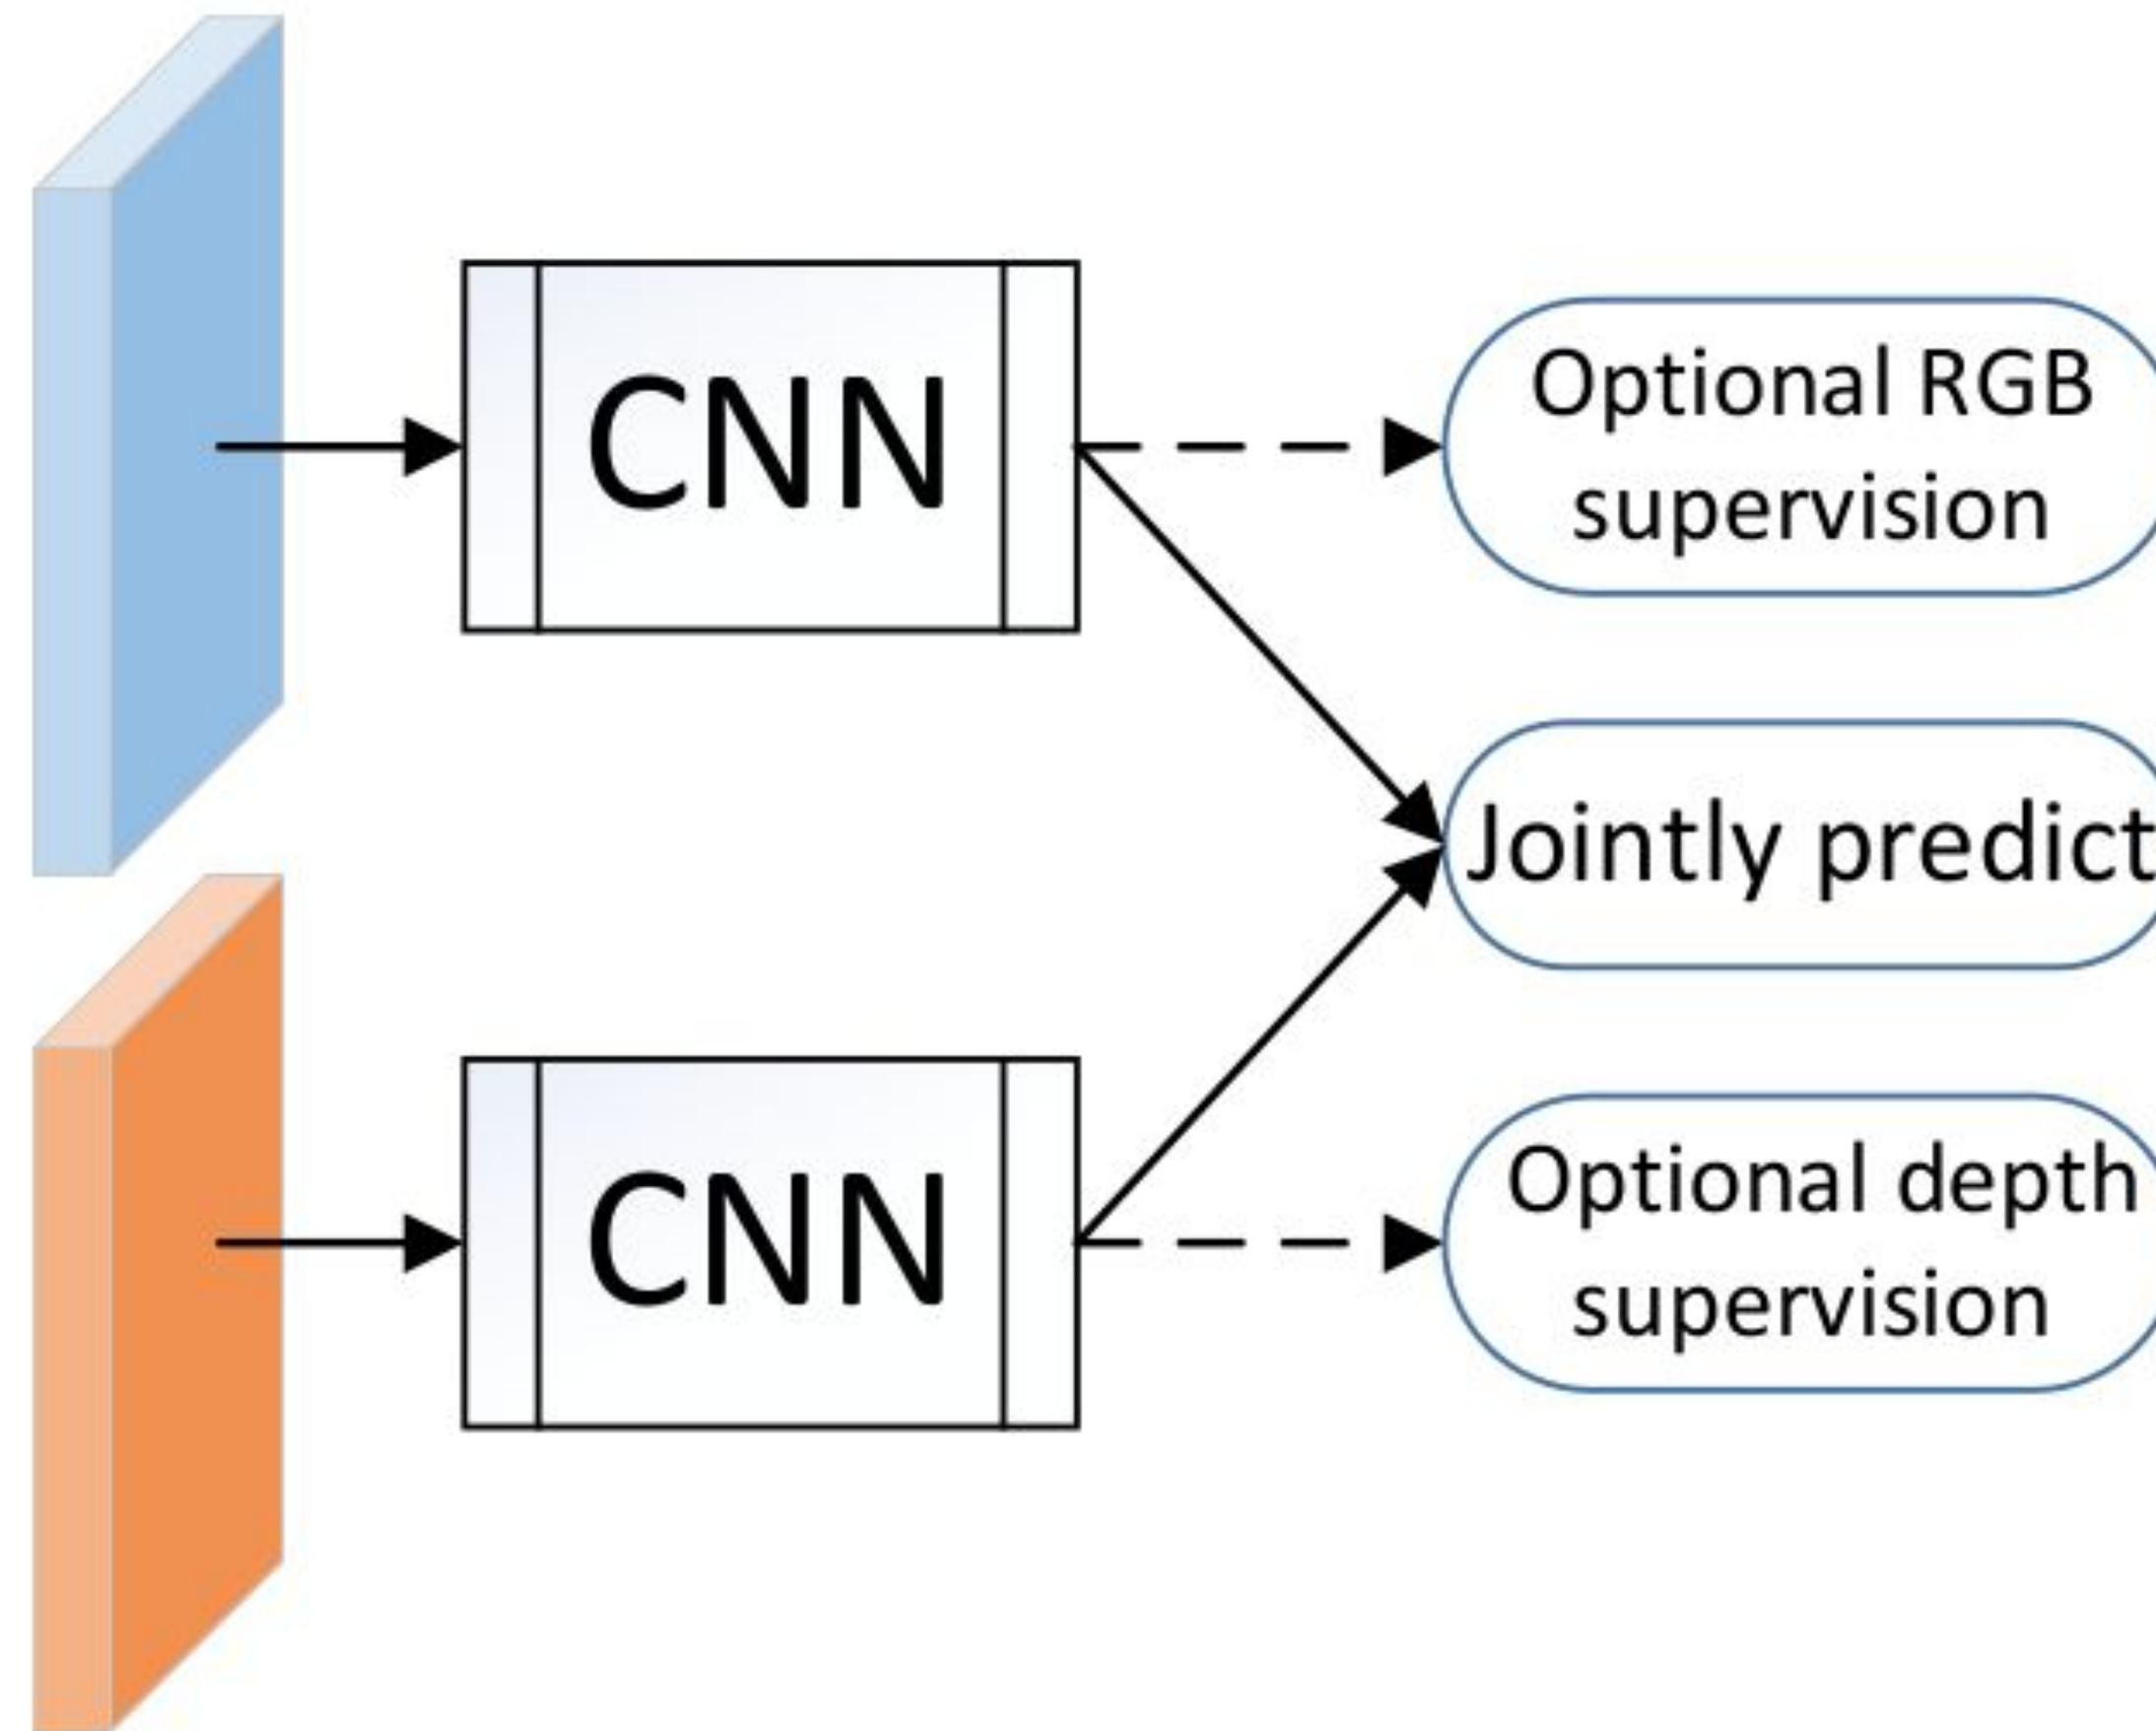 CNN
Optional RGB
supervision
Jointly predict
CNN
Optional depth
supervision